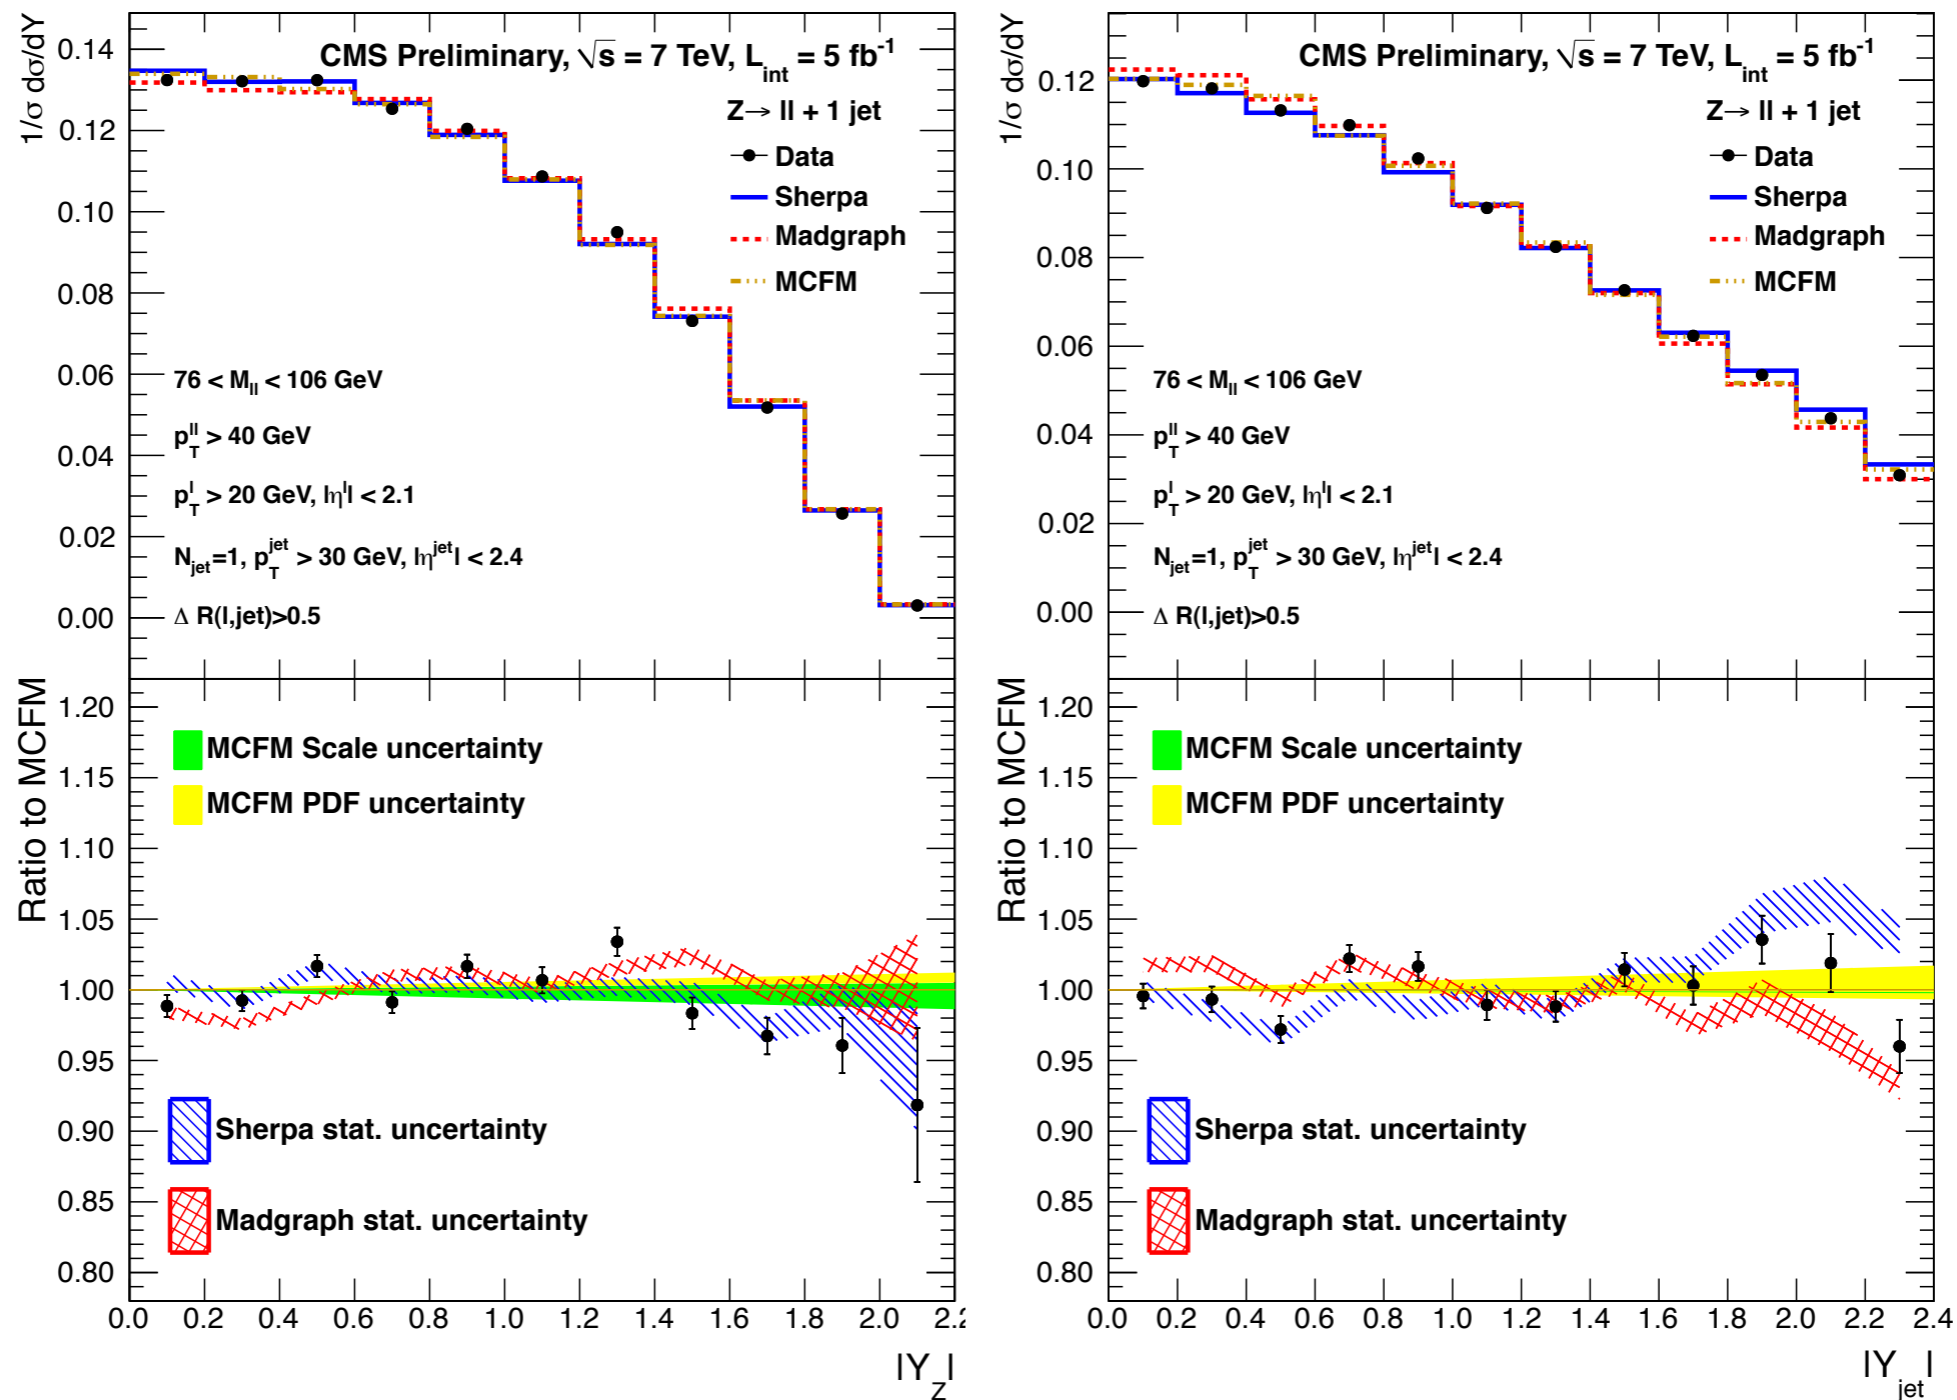 1/σ dσ/dY
0.14
0.12
0.10
0.08
0.06
0.04
0.02
0.00
CMS Preliminary, √s = 7 TeV, L_int = 5 fb⁻¹
Z→ ll + 1 jet
Data
Sherpa
Madgraph
MCFM
76 < M_ll < 106 GeV
p_T^ll > 40 GeV
p_T^l > 20 GeV, |η^l| < 2.1
N_jet=1, p_T^jet > 30 GeV, |η^jet| < 2.4
Δ R(l,jet)>0.5
Ratio to MCFM
1.20
1.15
1.10
1.05
1.00
0.95
0.90
0.85
0.80
MCFM Scale uncertainty
MCFM PDF uncertainty
Sherpa stat. uncertainty
Madgraph stat. uncertainty
0.0 0.2 0.4 0.6 0.8 1.0 1.2 1.4 1.6 1.8 2.0 2.2
|Y_Z|
1/σ dσ/dY
0.12
0.10
0.08
0.06
0.04
0.02
0.00
CMS Preliminary, √s = 7 TeV, L_int = 5 fb⁻¹
Z→ ll + 1 jet
Data
Sherpa
Madgraph
MCFM
76 < M_ll < 106 GeV
p_T^ll > 40 GeV
p_T^l > 20 GeV, |η^l| < 2.1
N_jet=1, p_T^jet > 30 GeV, |η^jet| < 2.4
Δ R(l,jet)>0.5
Ratio to MCFM
1.20
1.15
1.10
1.05
1.00
0.95
0.90
0.85
0.80
MCFM Scale uncertainty
MCFM PDF uncertainty
Sherpa stat. uncertainty
Madgraph stat. uncertainty
0.0 0.2 0.4 0.6 0.8 1.0 1.2 1.4 1.6 1.8 2.0 2.2 2.4
|Y_jet|